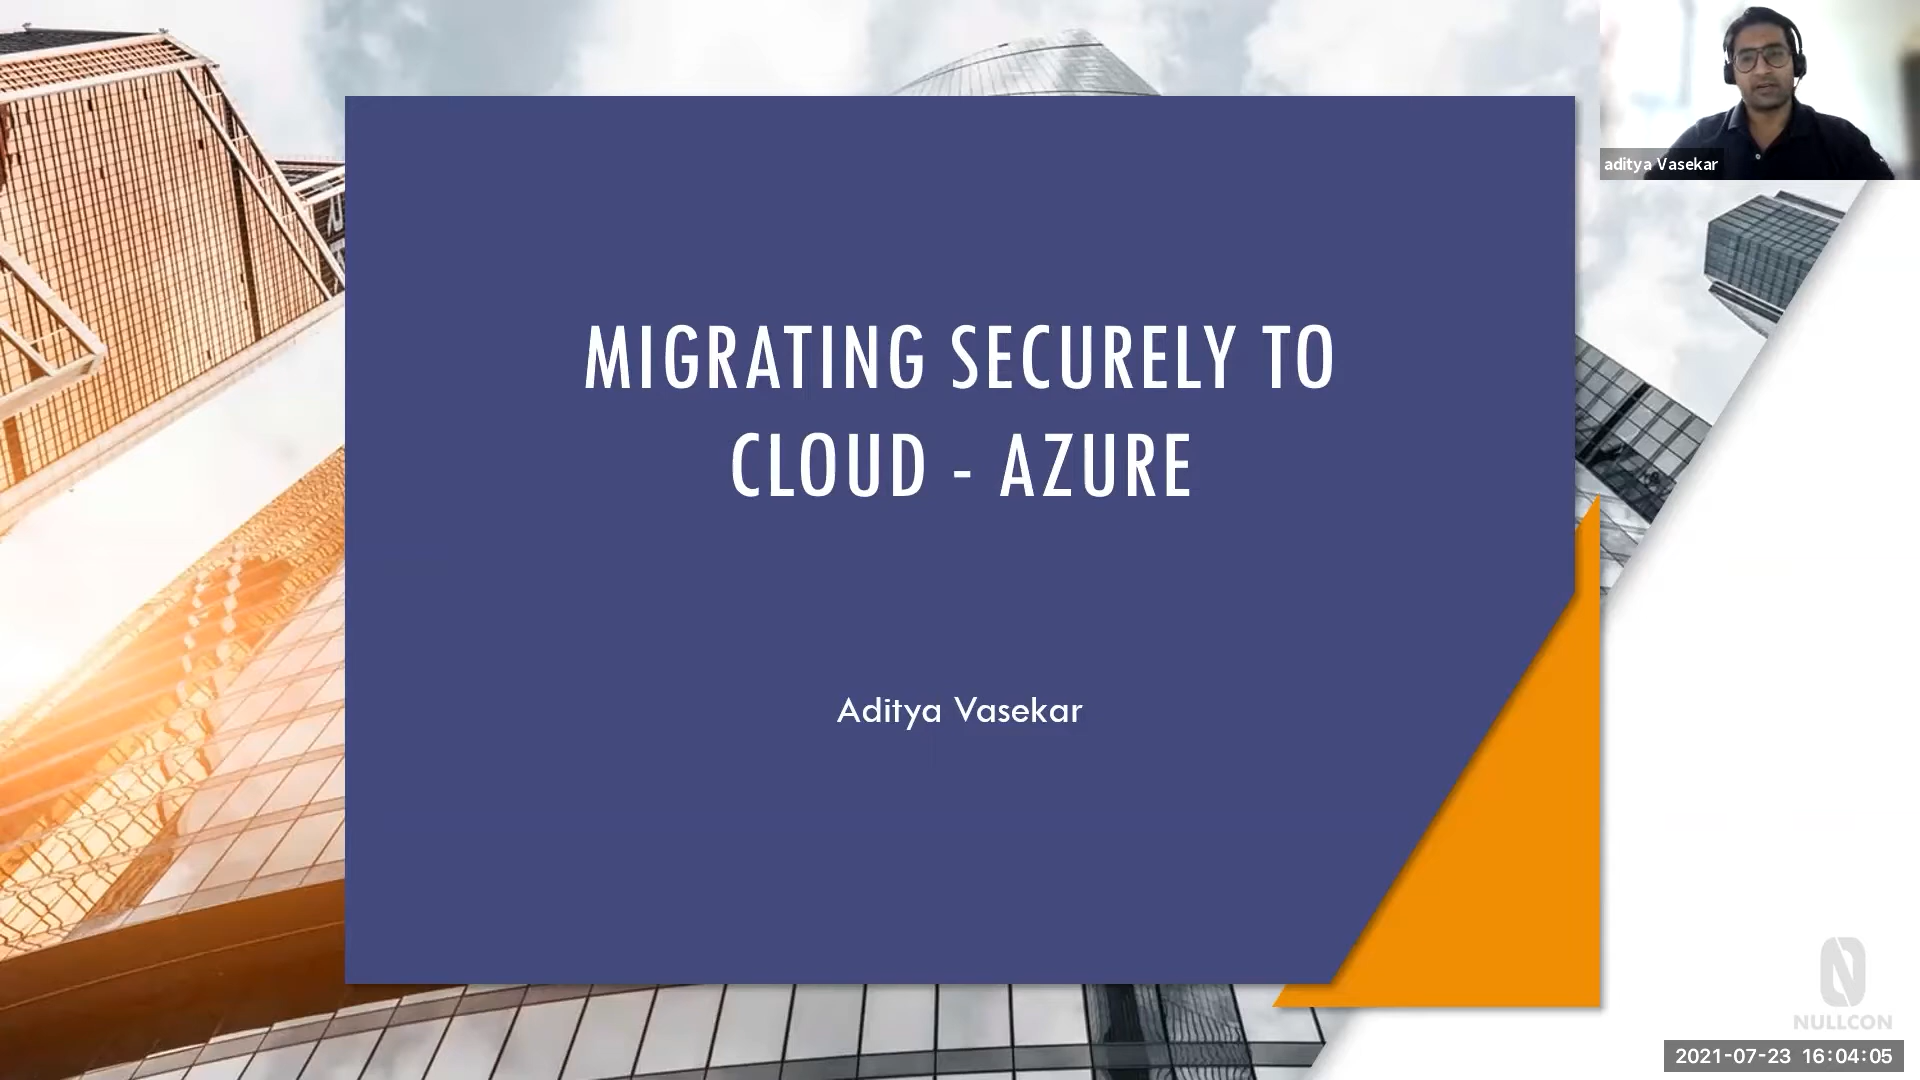 aditya Vasekar
MIGRATING SECURELY TO
CLOUD - AZURE
Aditya Vasekar
NULLCON
2021-07-23 16:04:05